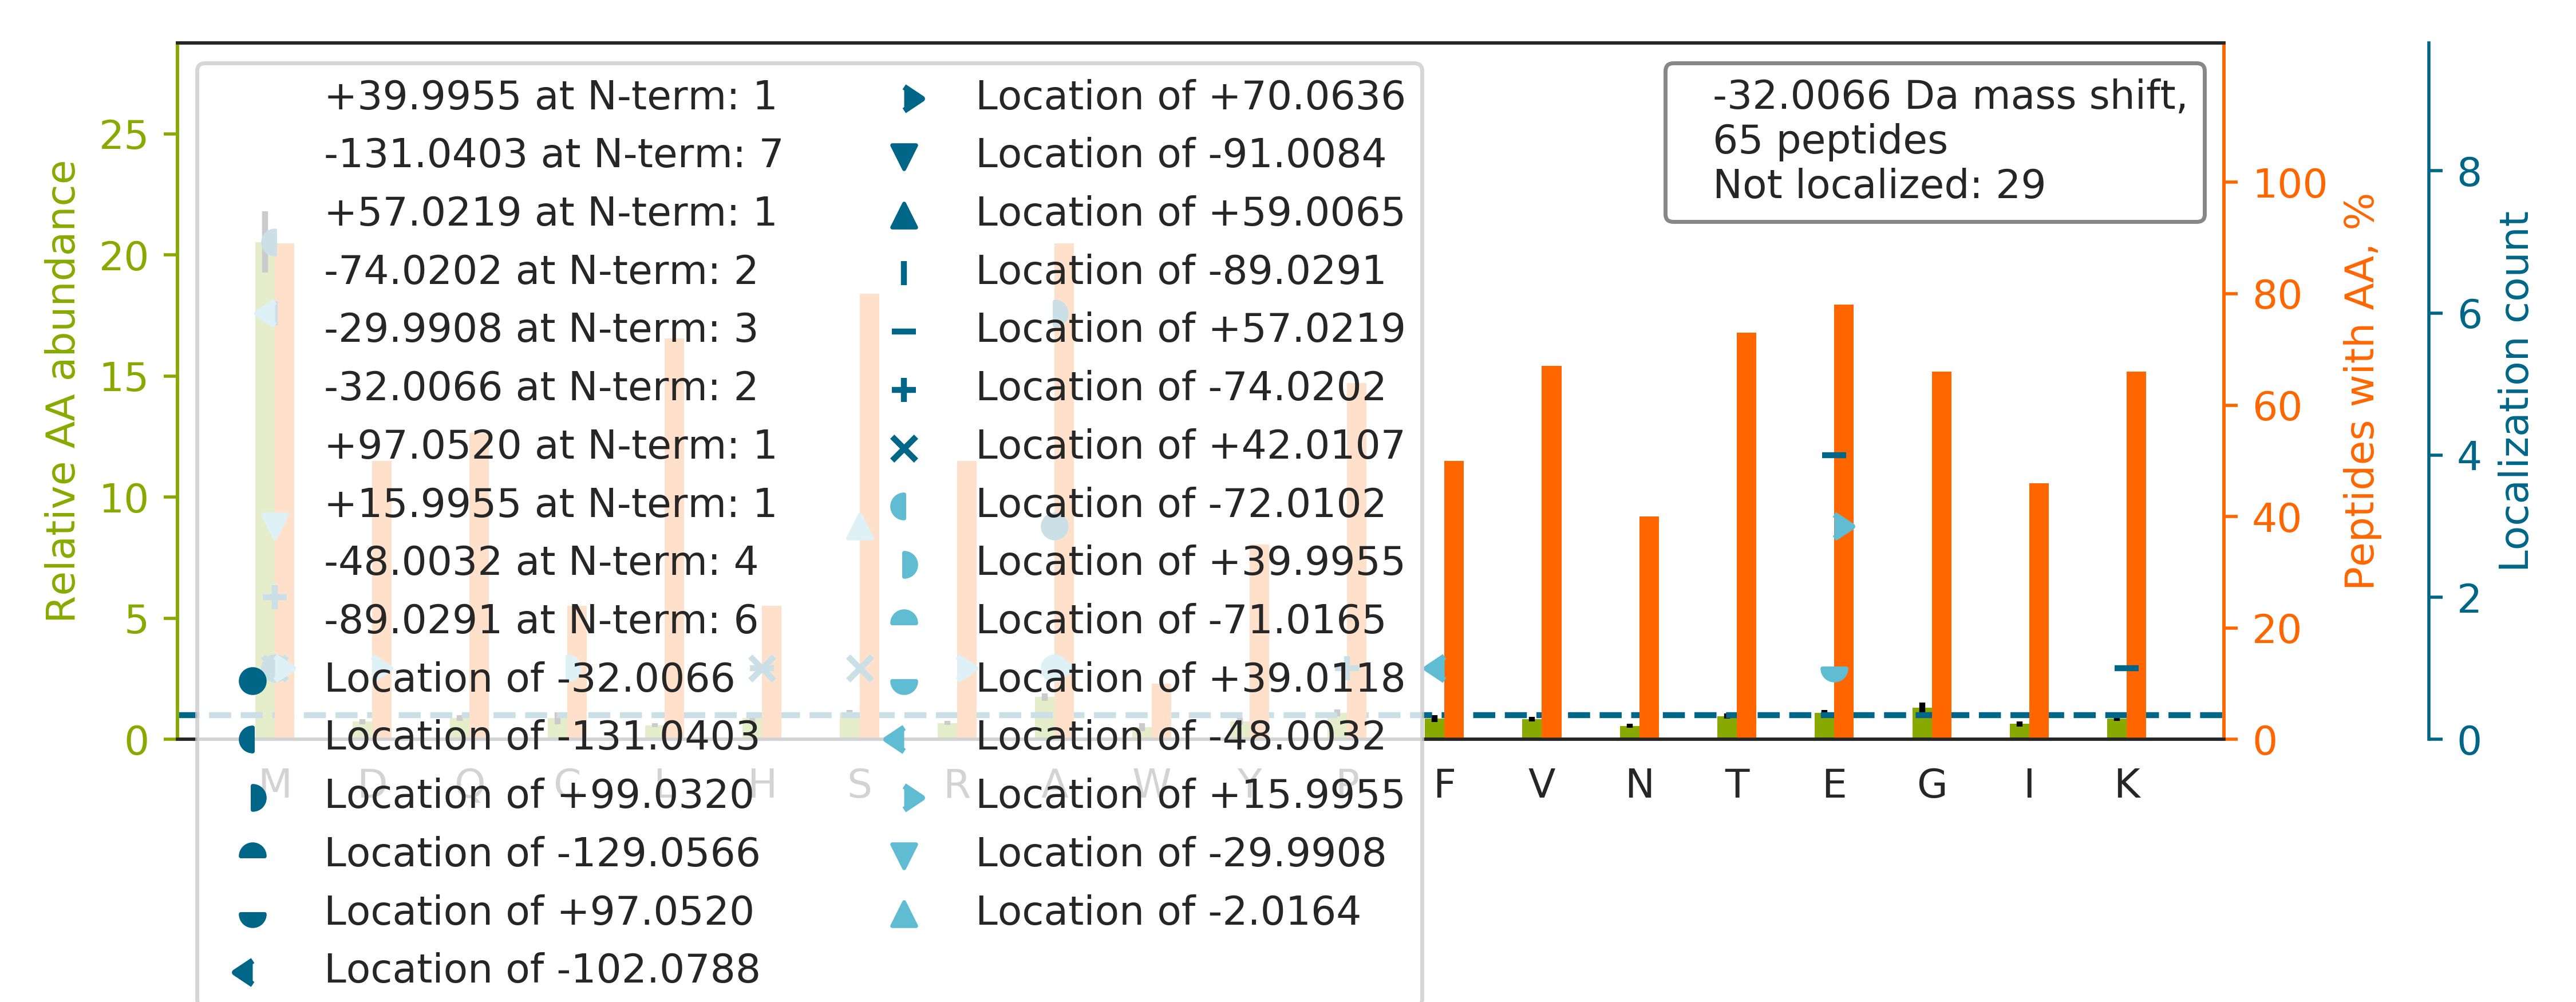 +39.9955 at N-term: 1
-131.0403 at N-term: 7
+57.0219 at N-term: 1
-74.0202 at N-term: 2
-29.9908 at N-term: 3
-32.0066 at N-term: 2
+97.0520 at N-term: 1
+15.9955 at N-term: 1
-48.0032 at N-term: 4
-89.0291 at N-term: 6
Location of -32.0066
Location of -131.0403
Location of +99.0320
Location of -129.0566
Location of +97.0520
Location of -102.0788
Location of +70.0636
Location of -91.0084
Location of +59.0065
Location of -89.0291
Location of +57.0219
Location of -74.0202
Location of +42.0107
Location of -72.0102
Location of +39.9955
Location of -71.0165
Location of +39.0118
Location of -48.0032
Location of +15.9955
Location of -29.9908
Location of -2.0164
-32.0066 Da mass shift,
65 peptides
Not localized: 29
Relative AA abundance
25
20
15
10
5
0
M D Q C L H S R A W Y P F V N T E G I K
100
80
60
40
20
0
Peptides with AA, %
8
6
4
2
0
Localization count